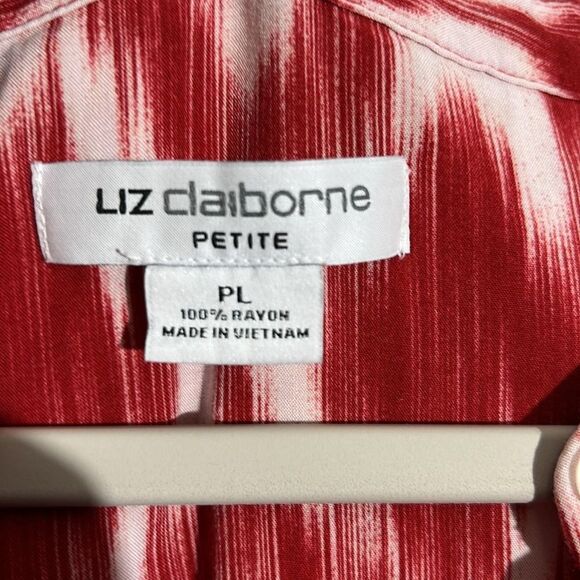 LIZ claiborne
PETITE
PL
100% RAYON
MADE IN VIETNAM